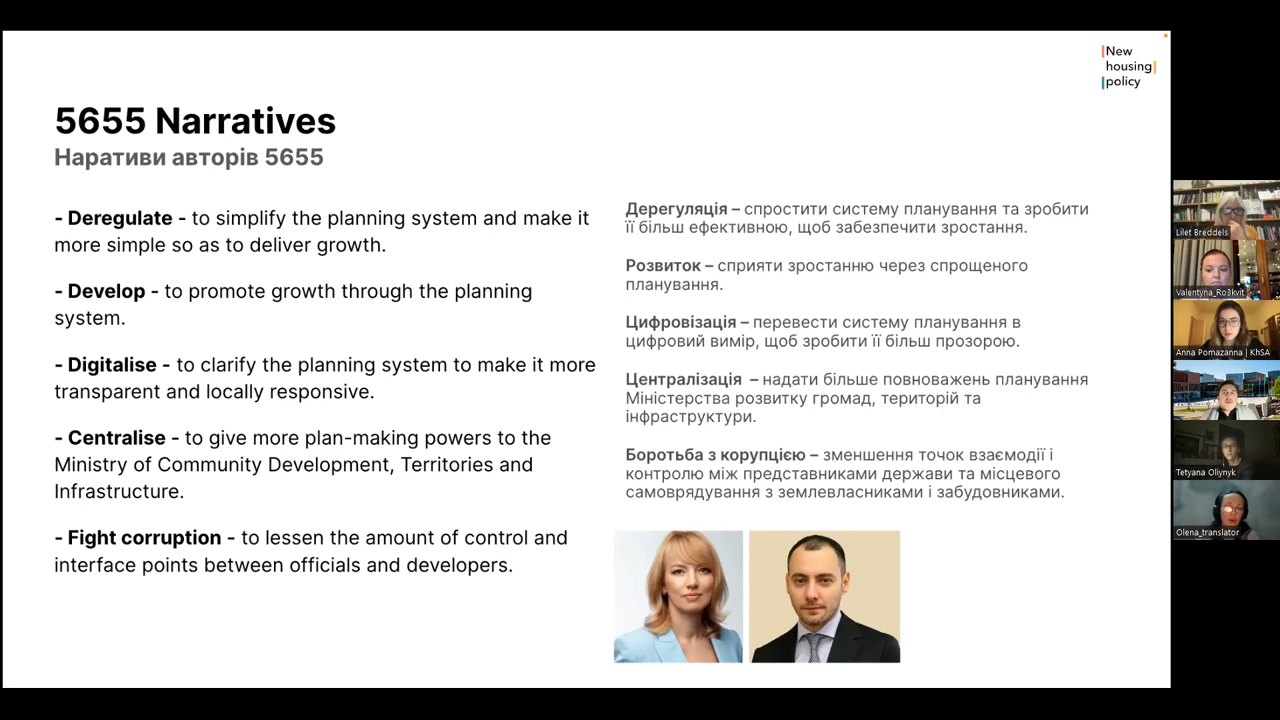 New
housing
policy
5655 Narratives
Наративи авторів 5655
- Deregulate - to simplify the planning system and make it
more simple so as to deliver growth.
- Develop - to promote growth through the planning
system.
- Digitalise - to clarify the planning system to make it more
transparent and locally responsive.
- Centralise - to give more plan-making powers to the
Ministry of Community Development, Territories and
Infrastructure.
- Fight corruption - to lessen the amount of control and
interface points between officials and developers.
Дерегуляція – спростити систему планування та зробити
її більш ефективною, щоб забезпечити зростання.
Розвиток – сприяти зростанню через спрощеного
планування.
Цифровізація – перевести систему планування в
цифровий вимір, щоб зробити її більш прозорою.
Централізація – надати більше повноважень планування
Міністерства розвитку громад, територій та
інфраструктури.
Боротьба з корупцією – зменшення точок взаємодії і
контролю між представниками держави та місцевого
самоврядування з землевласниками і забудовниками.
Lilet Breddels
Valentyna_Ro3kvit
Anna Pomazanna | KhSA
Tetyana Oliynyk
Olena_translator